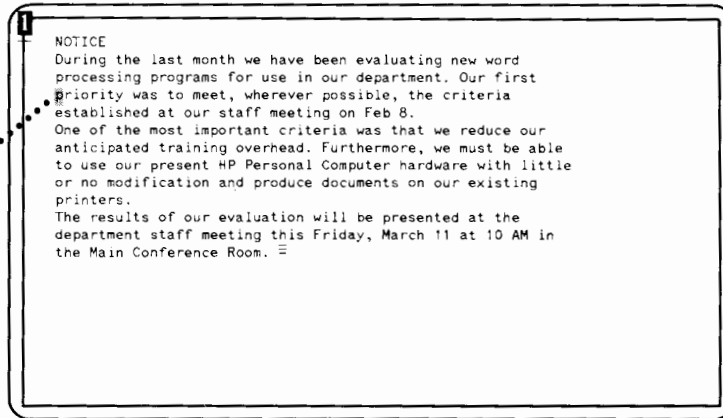 1
NOTICE
During the last month we have been evaluating new word
processing programs for use in our department. Our first
priority was to meet, wherever possible, the criteria
established at our staff meeting on Feb 8.
One of the most important criteria was that we reduce our
anticipated training overhead. Furthermore, we must be able
to use our present HP Personal Computer hardware with little
or no modification and produce documents on our existing
printers.
The results of our evaluation will be presented at the
department staff meeting this Friday, March 11 at 10 AM in
the Main Conference Room.